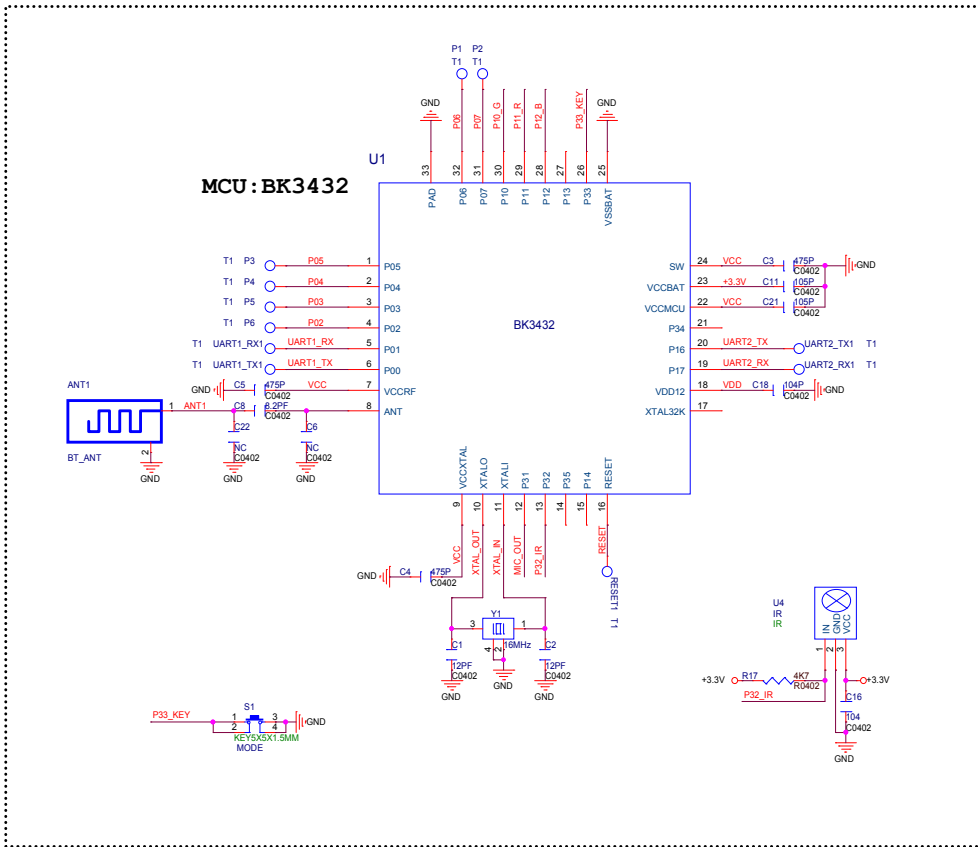 P1 P2
T1 T1
GND
P06
P07
P10_G
P11_R
P12_B
P33_KEY
GND
U1
MCU:BK3432
33 32 31 30 29 28 27 26 25
PAD P06 P07 P10 P11 P12 P13 P33 VSSBAT
T1 P3 P05 1 P05
T1 P4 P04 2 P04
T1 P5 P03 3 P03
T1 P6 P02 4 P02
T1 UART1_RX1 UART1_RX 5 P01
T1 UART1_TX1 UART1_TX 6 P00
GND C5 475P C0402 VCC 7 VCCRF
ANT1 1 ANT1 C8 8.2PF C0402 8 ANT
BK3432
SW 24 VCC C3 475P C0402 GND
VCCBAT 23 +3.3V C11 105P C0402
VCCMCU 22 VCC C21 105P C0402
P34 21
P16 20 UART2_TX UART2_TX1 T1
P17 19 UART2_RX UART2_RX1 T1
VDD12 18 VDD C18 104P C0402 GND
XTAL32K 17
BT_ANT
2
GND
C22
NC
C0402
GND
C6
NC
C0402
GND
VCCXTAL XTALO XTALI P31 P32 P35 P14 RESET
9 10 11 12 13 14 15 16
VCC
XTAL_OUT
XTAL_IN
MIC_OUT
P32_IR
RESET
GND C4 475P
C0402
RESET1 T1
Y1
3 1
16MHz
4 2
GND
C1
12PF
C0402
GND
C2
12PF
C0402
GND
U4
IR
IR
IN GND VCC
1 2 3
+3.3V R17 4K7 +3.3V
R0402
P32_IR
C16
104
C0402
GND
S1
P33_KEY 1 3 GND
2 4
KEY5X5X1.5MM
MODE